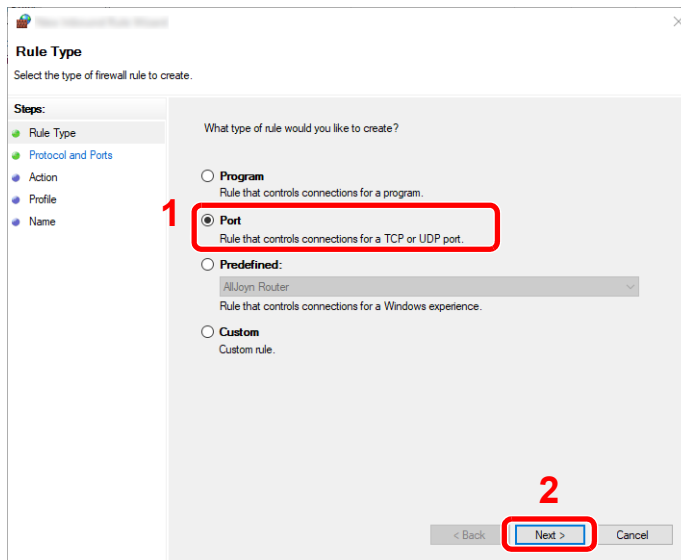 Rule Type
Select the type of firewall rule to create.
Steps:
Rule Type
Protocol and Ports
Action
Profile
Name
What type of rule would you like to create?
Program
Rule that controls connections for a program.
1
Port
Rule that controls connections for a TCP or UDP port.
Predefined:
AllJoyn Router
Rule that controls connections for a Windows experience.
Custom
Custom rule.
2
< Back
Next >
Cancel